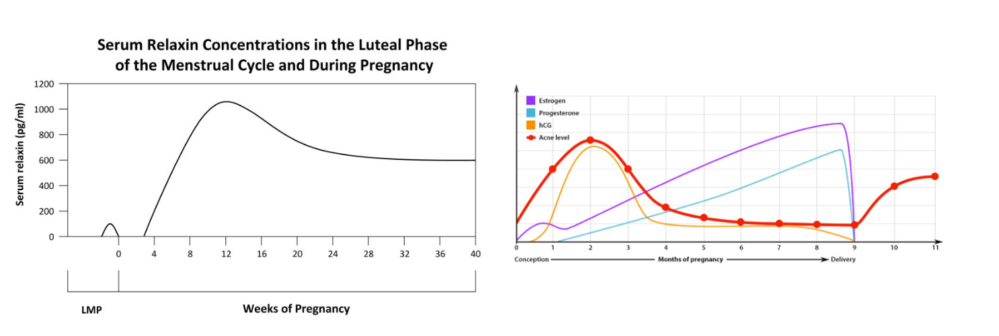 Serum Relaxin Concentrations in the Luteal Phase
of the Menstrual Cycle and During Pregnancy
Serum relaxin (pg/ml)
1200
1000
800
600
400
200
0
0 4 8 12 16 20 24 28 32 36 40
LMP Weeks of Pregnancy
Estrogen
Progesterone
hCG
Acne level
0 1 2 3 4 5 6 7 8 9 10 11
Conception Months of pregnancy Delivery